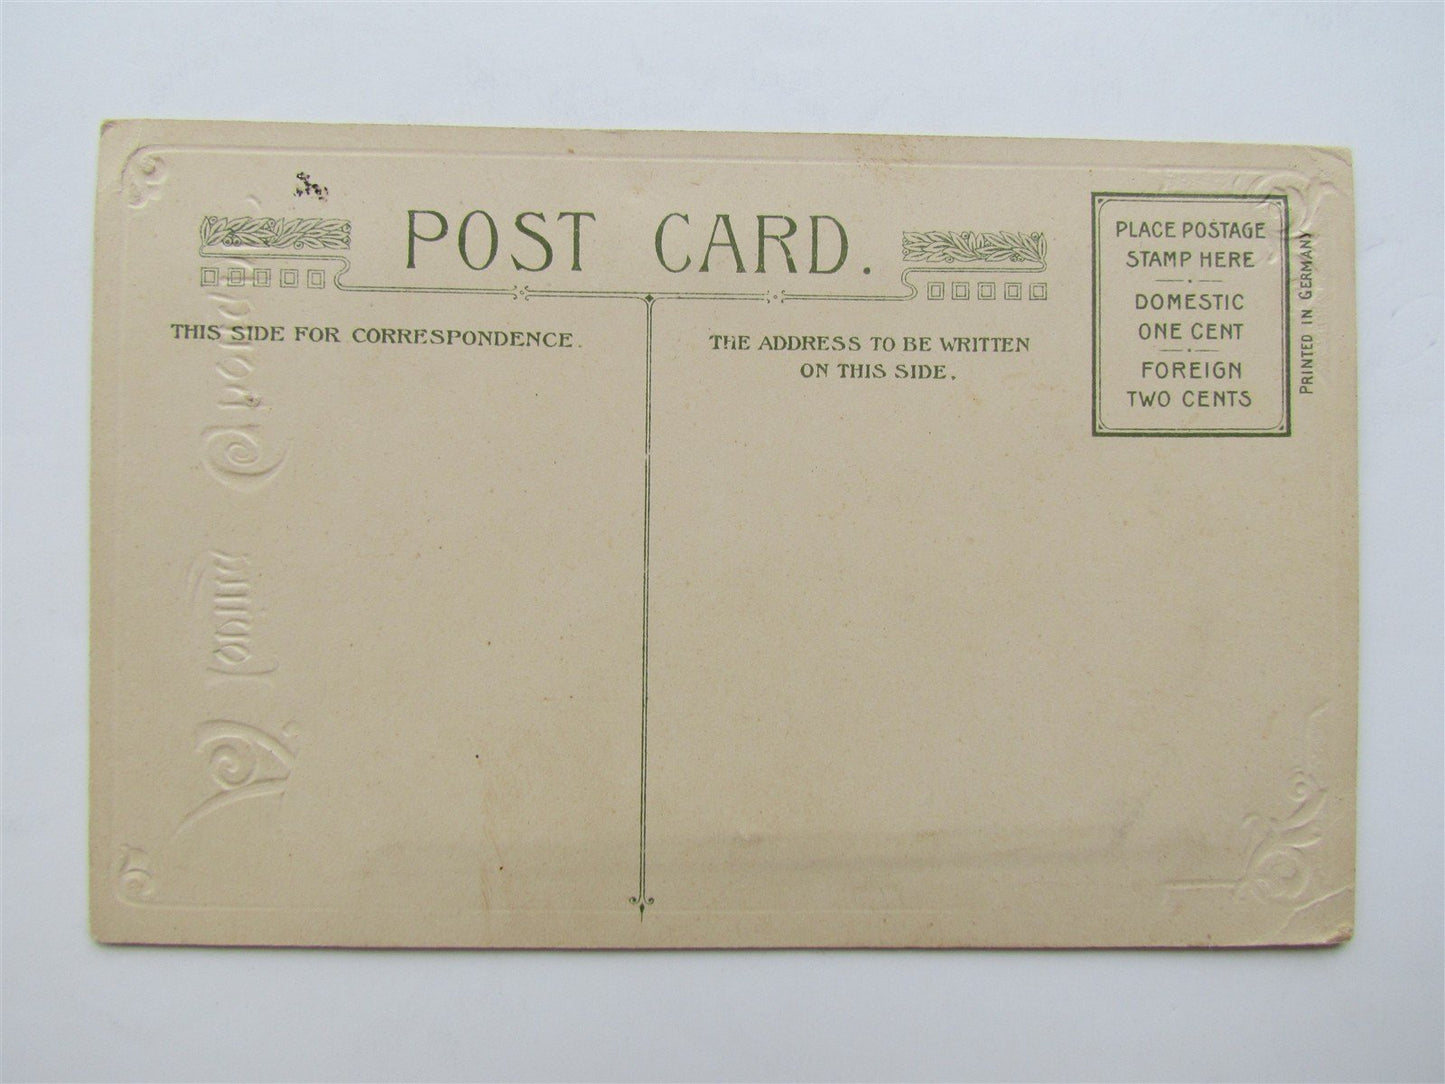 POST CARD.
THIS SIDE FOR CORRESPONDENCE.
THE ADDRESS TO BE WRITTEN
ON THIS SIDE.
PLACE POSTAGE
STAMP HERE
DOMESTIC
ONE CENT
FOREIGN
TWO CENTS
PRINTED IN GERMANY